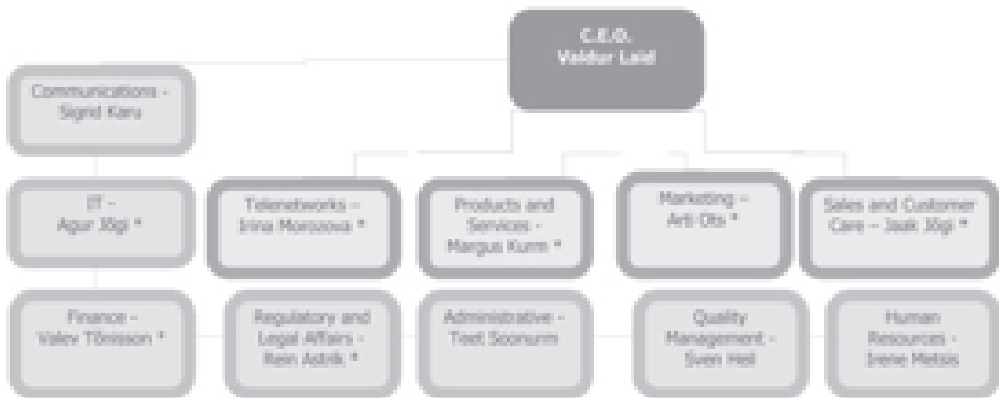 C.E.O.
Valdur Laid
Communications -
Sigrid Karu
IT -
Agur Jõgi *
Telenetworks –
Irina Morozova *
Products and
Services -
Margus Kurm *
Marketing –
Arti Ots *
Sales and Customer
Care – Jaak Jõgi *
Finance -
Valev Tõnisson *
Regulatory and
Legal Affairs -
Rein Astrik *
Administrative -
Teet Soonurm
Quality
Management -
Sven Heil
Human
Resources -
Irene Metsis